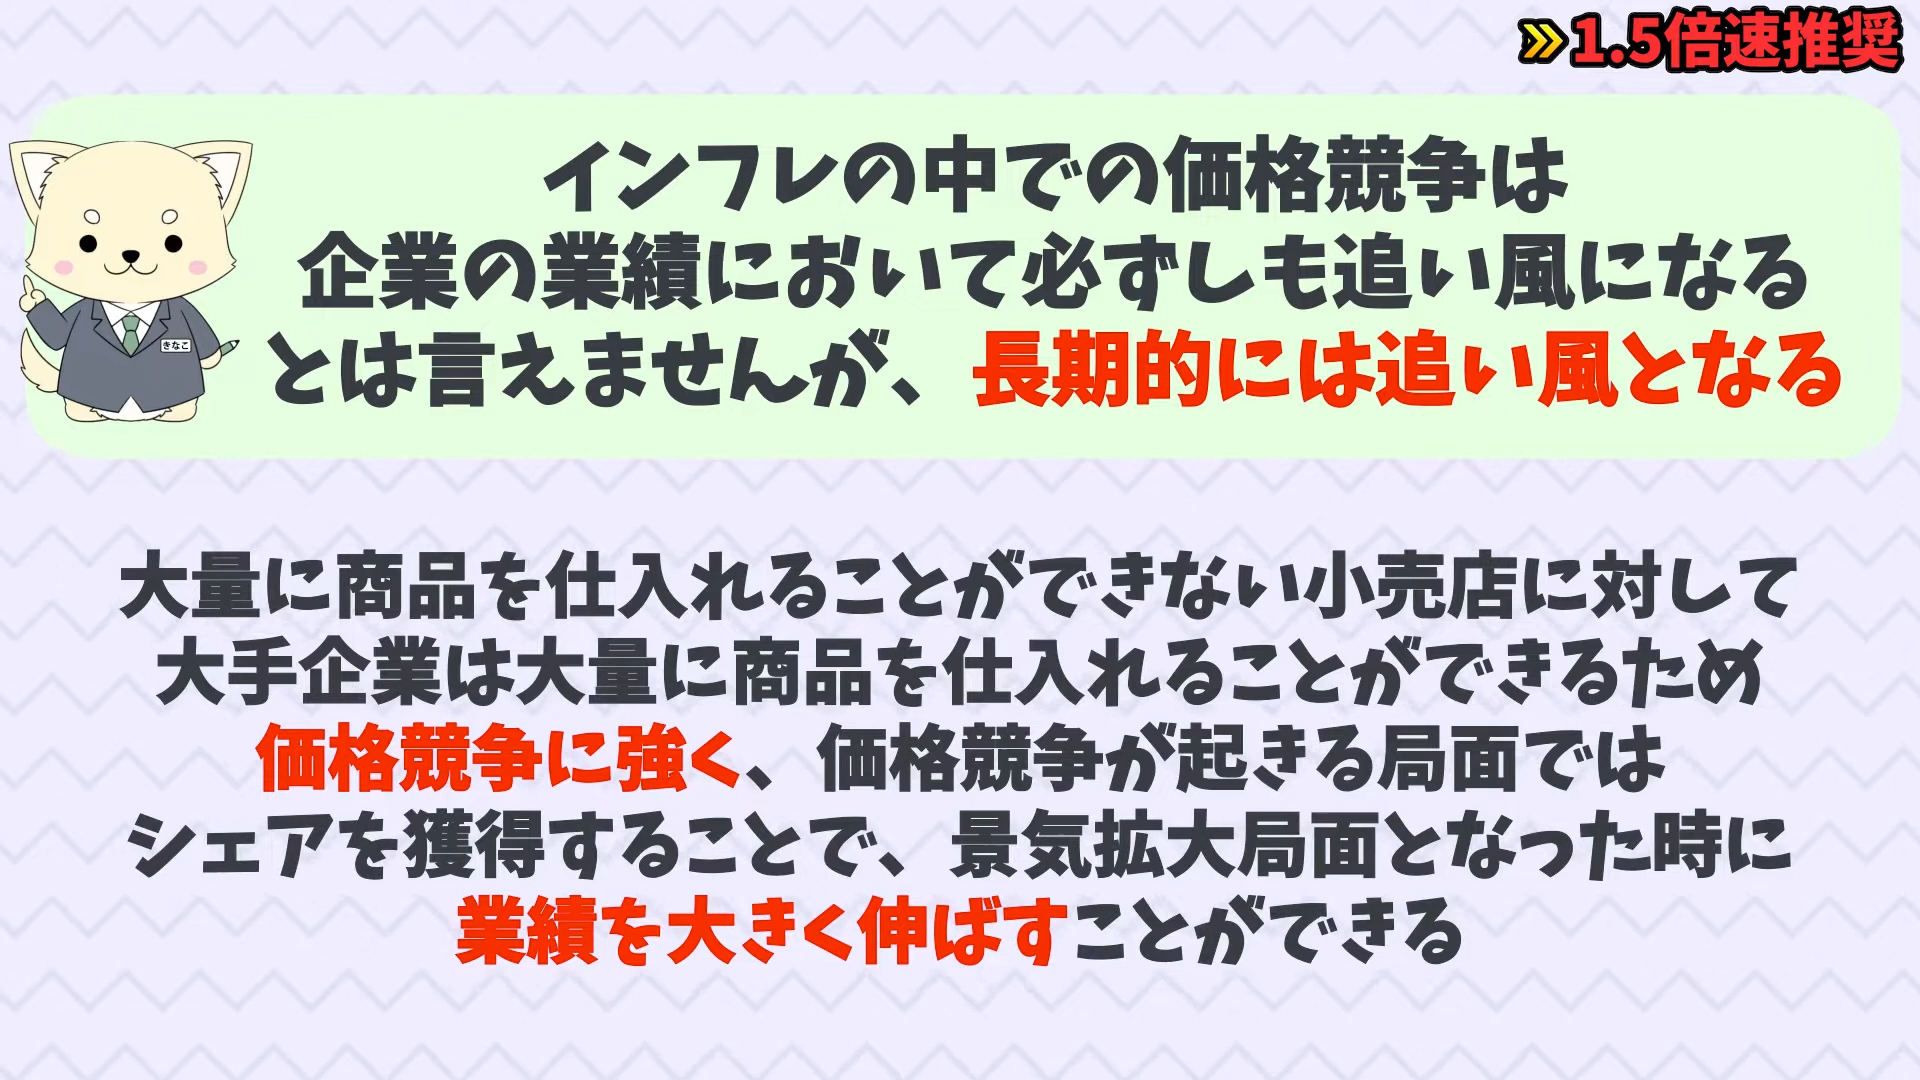 1.5倍速推奨
インフレの中での価格競争は
企業の業績において必ずしも追い風になる
とは言えませんが、長期的には追い風となる
きなこ
大量に商品を仕入れることができない小売店に対して
大手企業は大量に商品を仕入れることができるため
価格競争に強く、価格競争が起きる局面では
シェアを獲得することで、景気拡大局面となった時に
業績を大きく伸ばすことができる